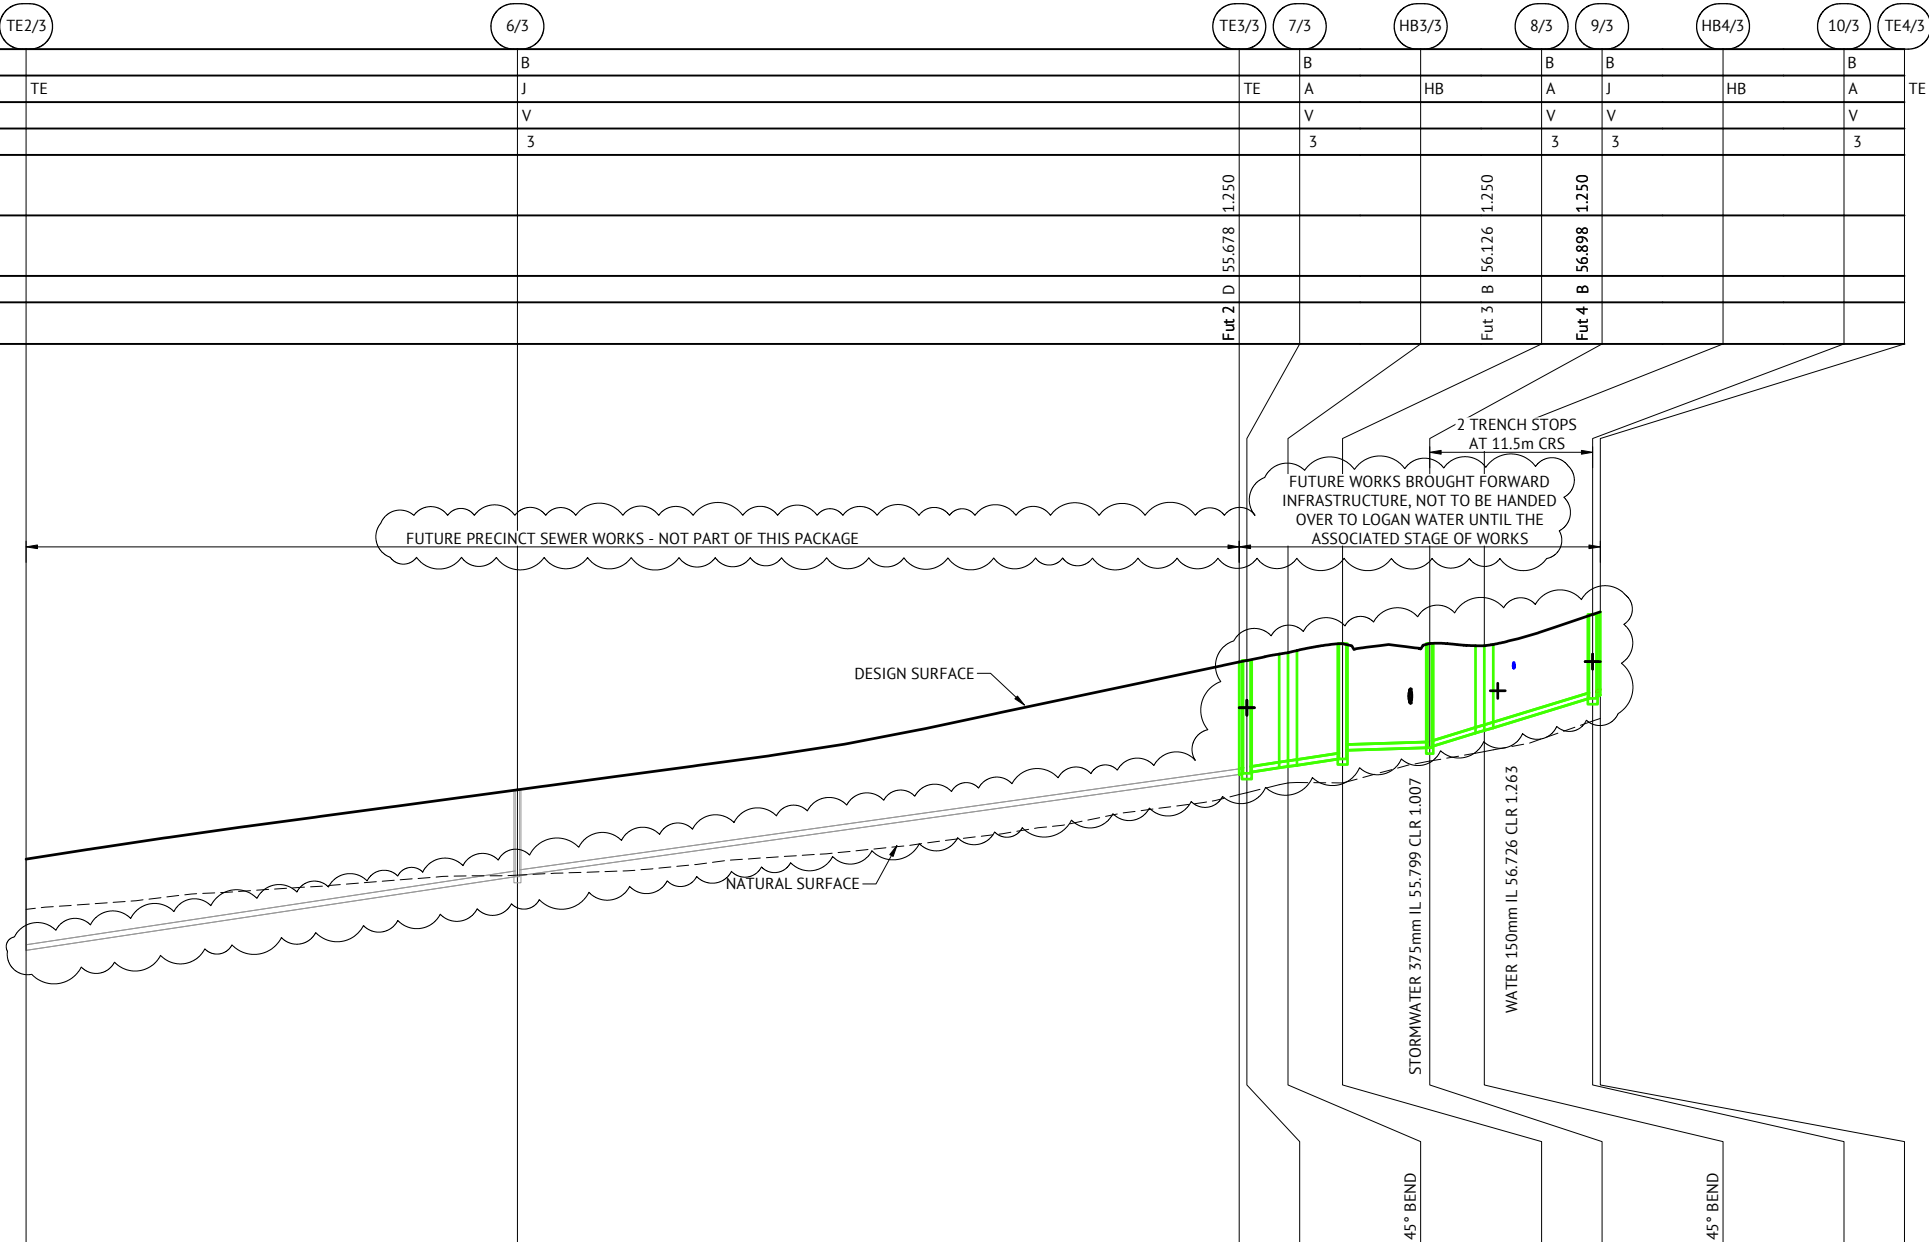 TE2/3 6/3 TE3/3 7/3 HB3/3 8/3 9/3 HB4/3 10/3 TE4/3
B B B B B
TE J TE A HB A J HB A TE
V V V V V
3 3 3 3 3
1.250 1.250 1.250
55.678 56.126 56.898
D B B
Fut 2 Fut 3 Fut 4
2 TRENCH STOPS
AT 11.5m CRS
FUTURE WORKS BROUGHT FORWARD
INFRASTRUCTURE, NOT TO BE HANDED
OVER TO LOGAN WATER UNTIL THE
ASSOCIATED STAGE OF WORKS
FUTURE PRECINCT SEWER WORKS - NOT PART OF THIS PACKAGE
DESIGN SURFACE
NATURAL SURFACE
STORMWATER 375mm IL 55.799 CLR 1.007
WATER 150mm IL 56.726 CLR 1.263
45° BEND
45° BEND